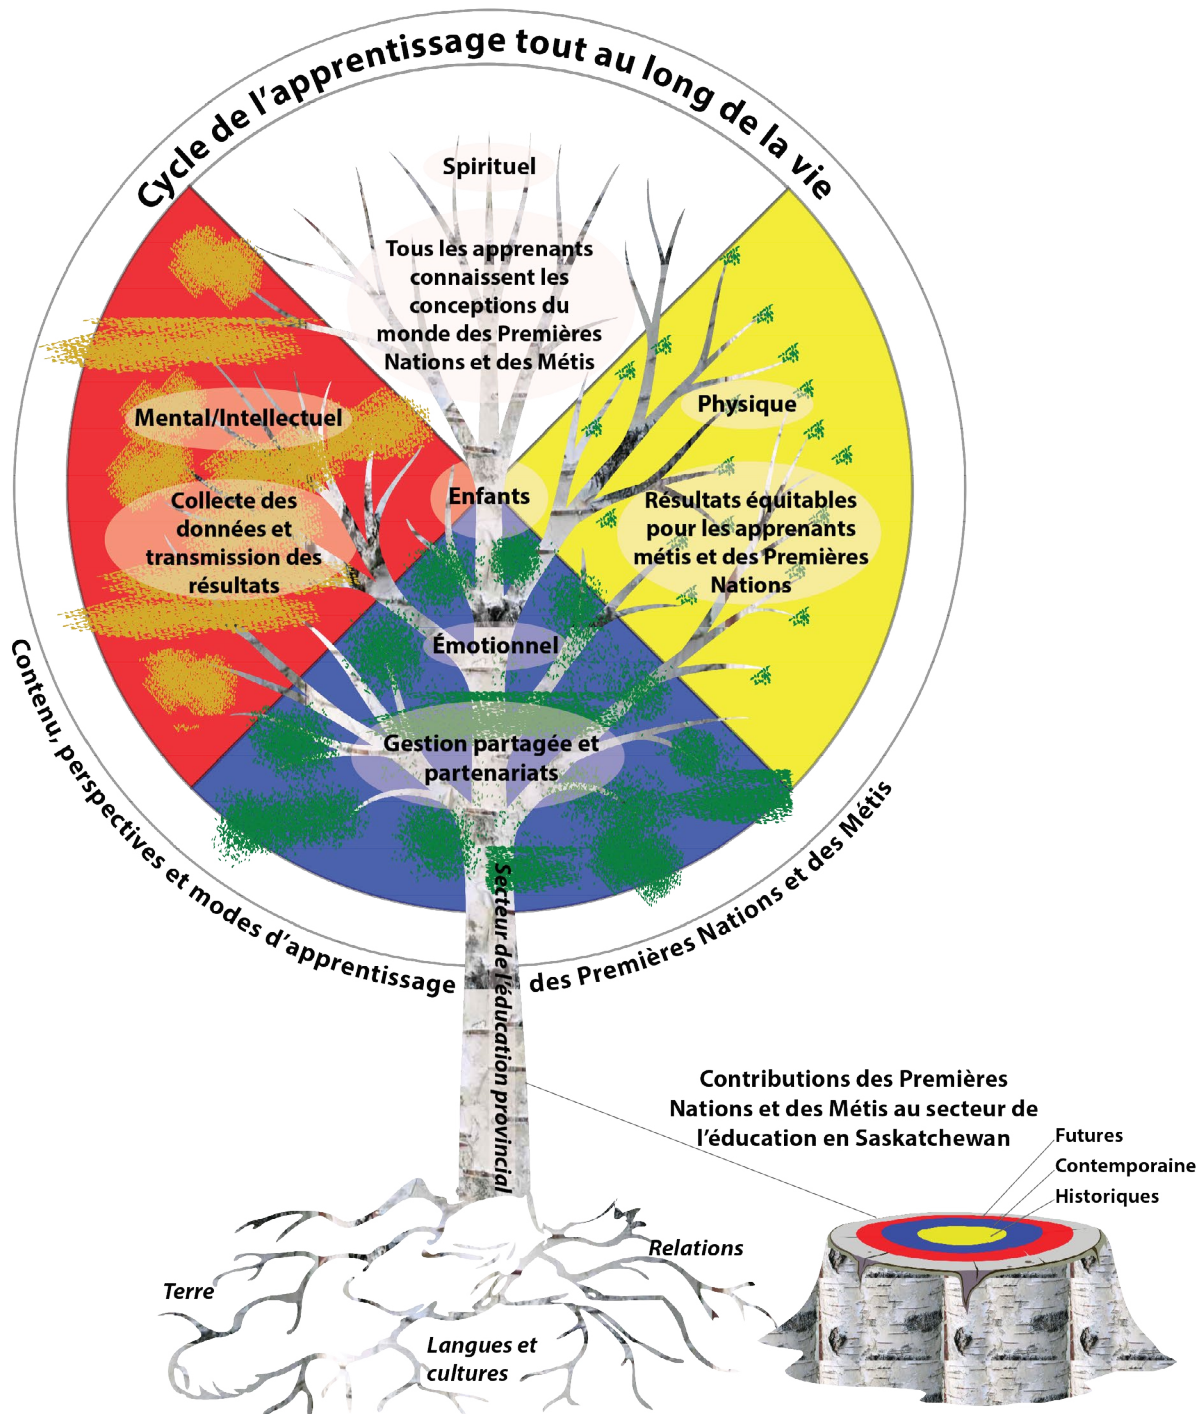 Cycle de l'apprentissage tout au long de la vie
Spirituel
Tous les apprenants
connaissent les
conceptions du
monde des Premières
Nations et des Métis
Mental/Intellectuel
Physique
Enfants
Collecte des
données et
transmission des
résultats
Résultats équitables
pour les apprenants
métis et des Premières
Nations
Émotionnel
Gestion partagée et
partenariats
Contenu, perspectives et modes d'apprentissage des Premières Nations et des Métis
Secteur de l'éducation provincial
Contributions des Premières
Nations et des Métis au secteur de
l'éducation en Saskatchewan
Futures
Contemporaine
Historiques
Relations
Terre
Langues et
cultures